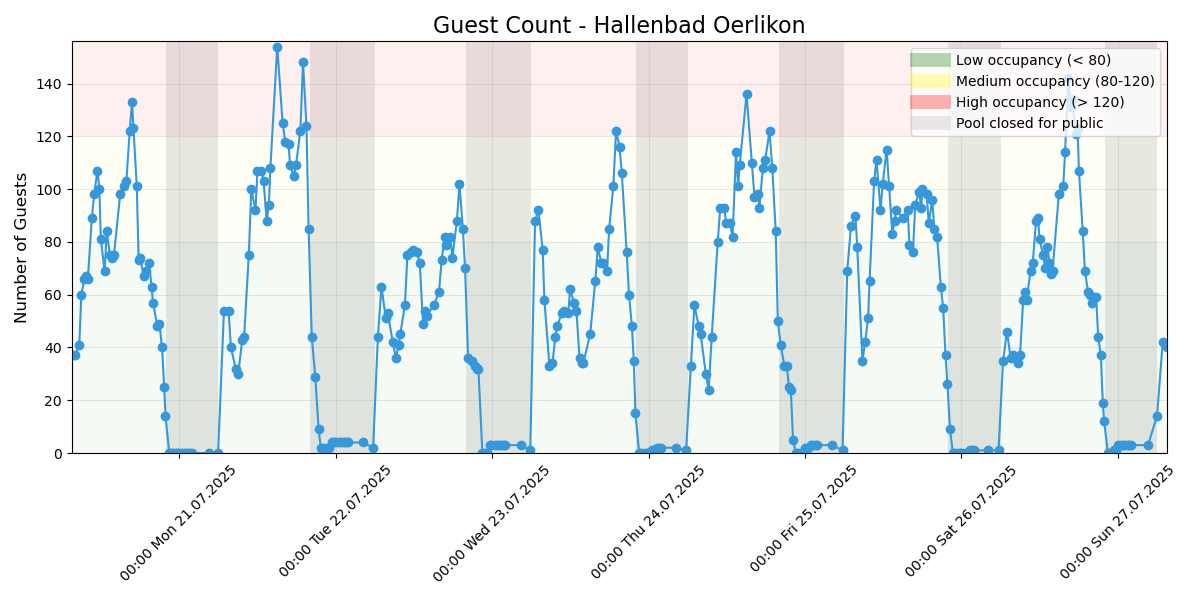 Guest Count - Hallenbad Oerlikon
Number of Guests
140
120
100
80
60
40
20
0
Low occupancy (< 80)
Medium occupancy (80-120)
High occupancy (> 120)
Pool closed for public
00:00 Mon 21.07.2025
00:00 Tue 22.07.2025
00:00 Wed 23.07.2025
00:00 Thu 24.07.2025
00:00 Fri 25.07.2025
00:00 Sat 26.07.2025
00:00 Sun 27.07.2025